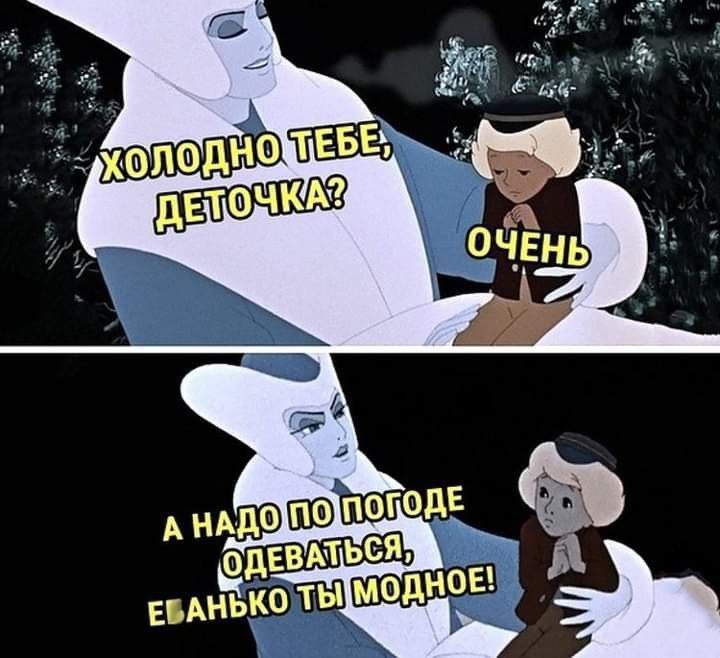 ХОЛОДНО ТЕБЕ,
ДЕТОЧКА?
ОЧЕНЬ
А НАДО ПО ПОГОДЕ
ОДЕВАТЬСЯ,
ТЫ МОДНОЕ!